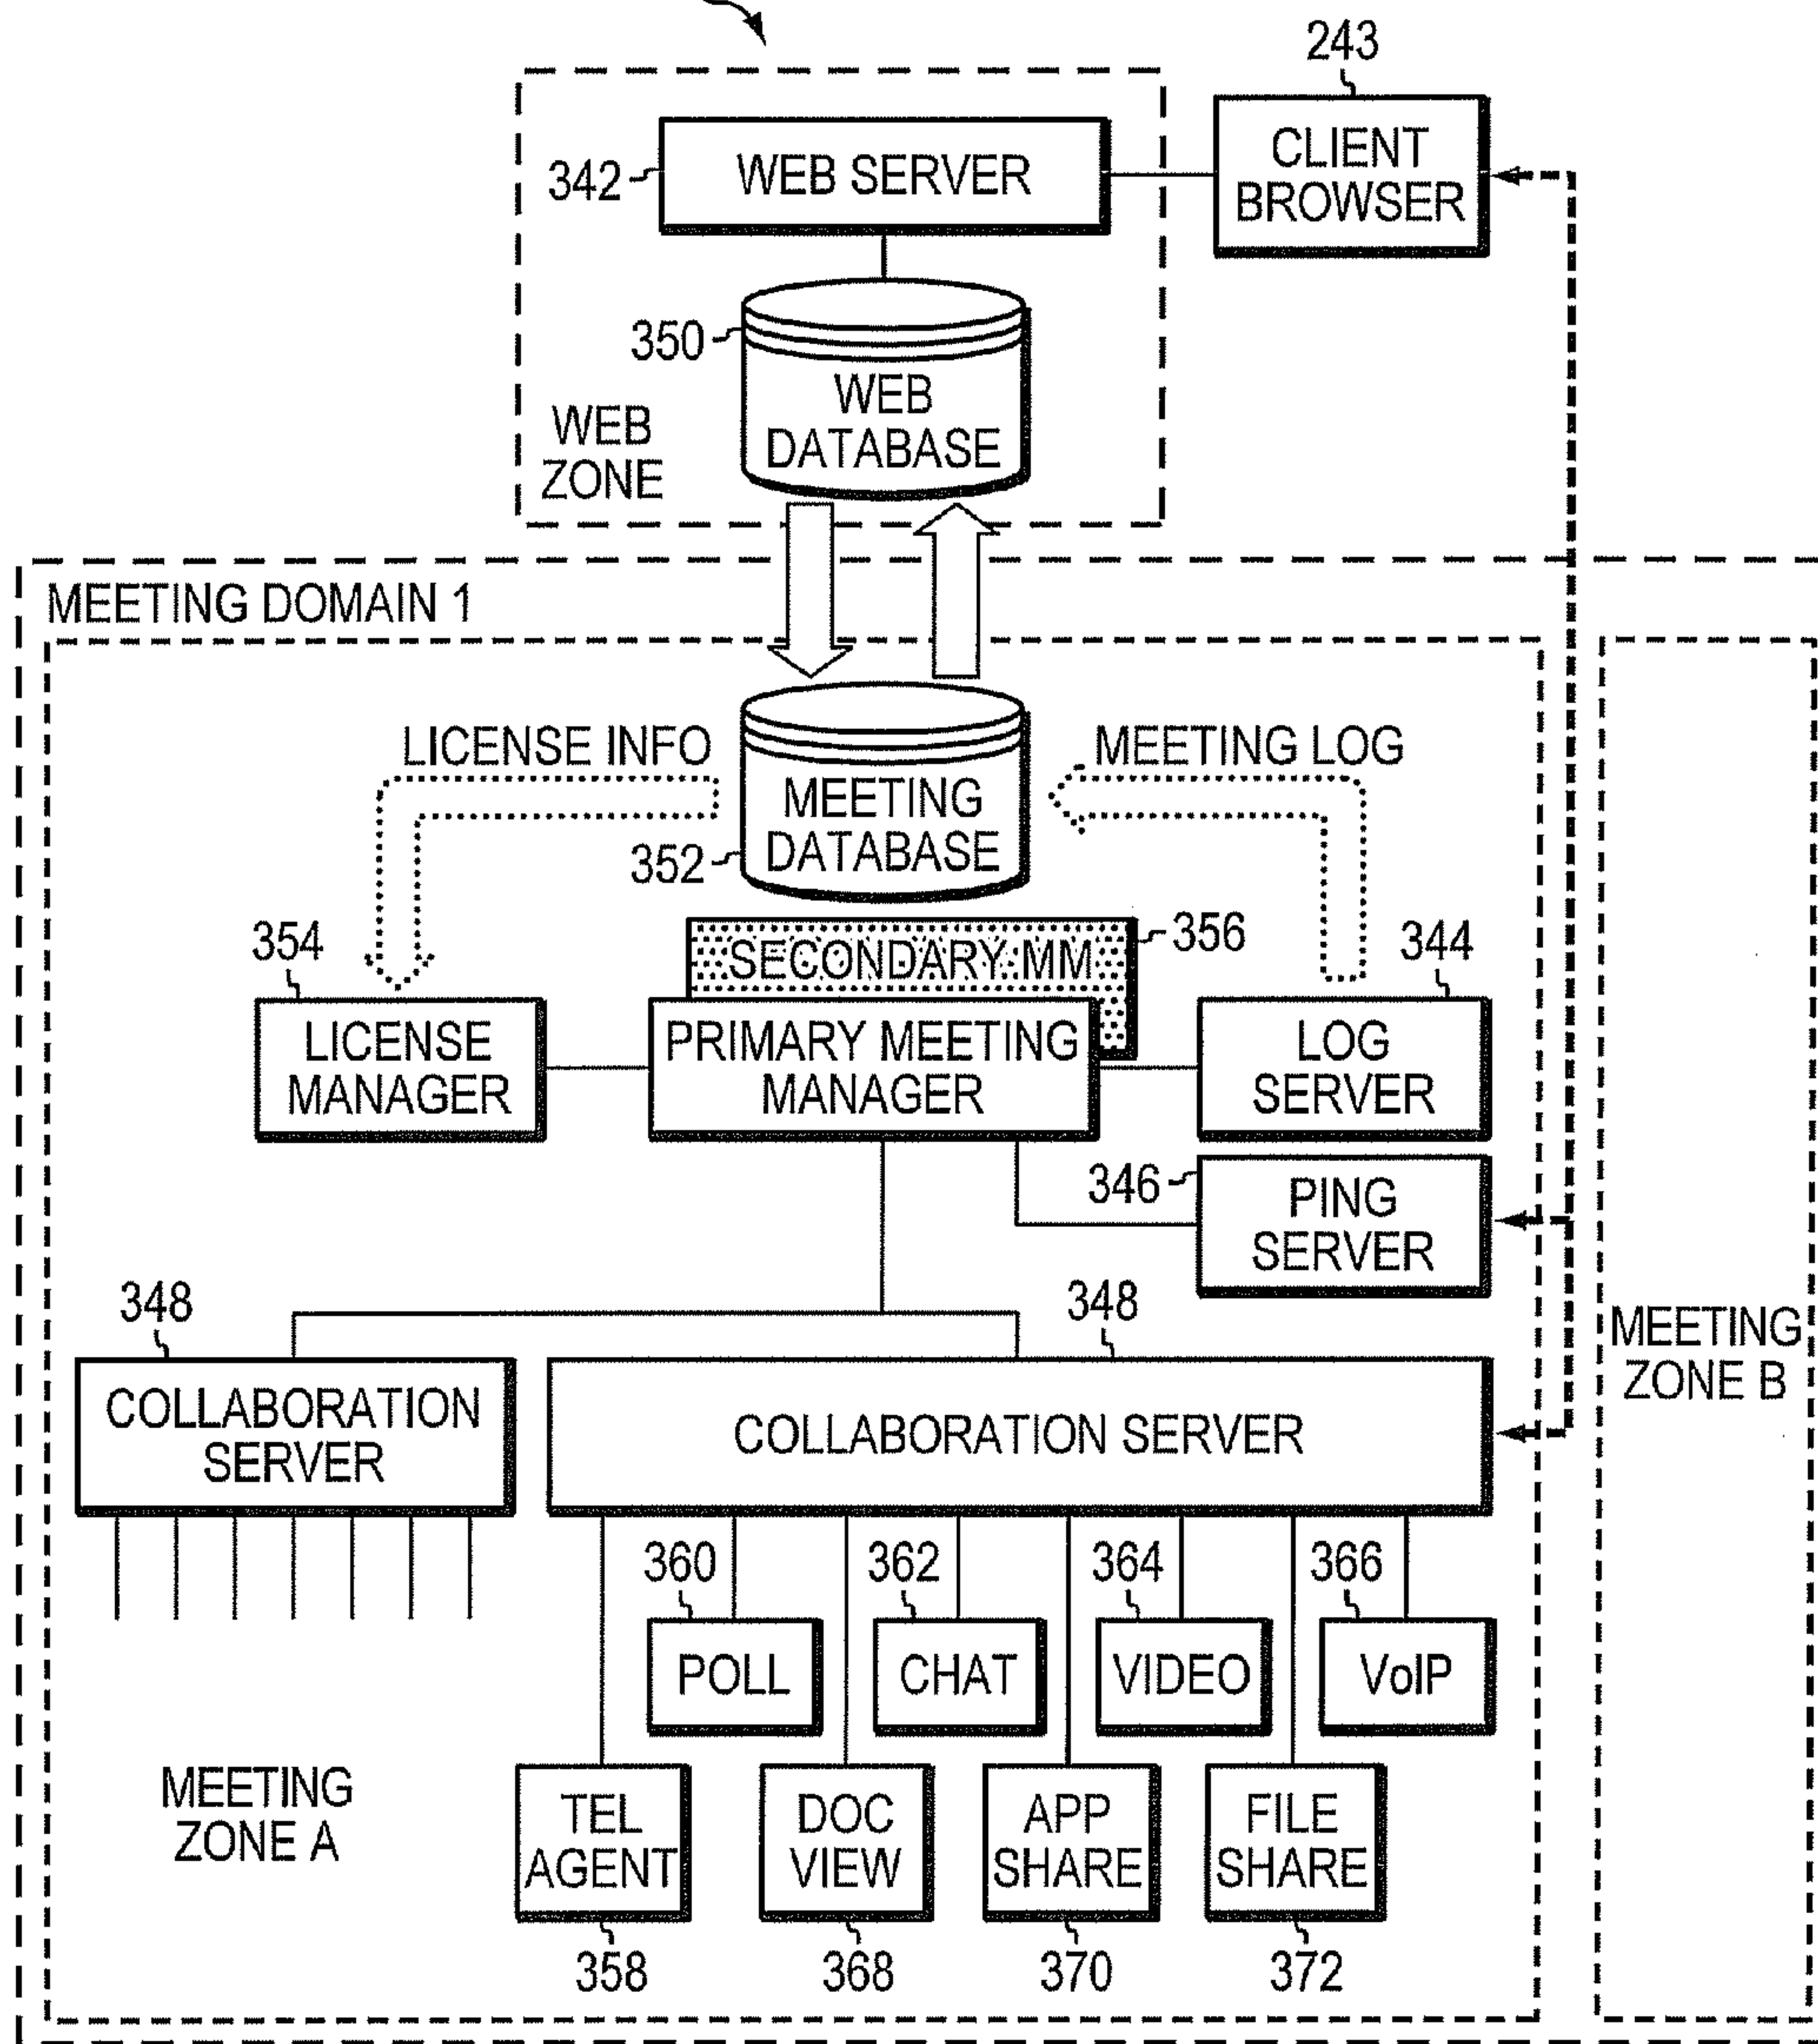 243
342
WEB SERVER
CLIENT
BROWSER
350
WEB
DATABASE
WEB
ZONE
MEETING DOMAIN 1
LICENSE INFO
MEETING LOG
MEETING
DATABASE
352
354
SECONDARY MM
356
344
LICENSE
MANAGER
PRIMARY MEETING
MANAGER
LOG
SERVER
346
PING
SERVER
348
348
MEETING
ZONE B
COLLABORATION
SERVER
COLLABORATION SERVER
360
362
364
366
POLL
CHAT
VIDEO
VoIP
MEETING
ZONE A
TEL
AGENT
DOC
VIEW
APP
SHARE
FILE
SHARE
358
368
370
372